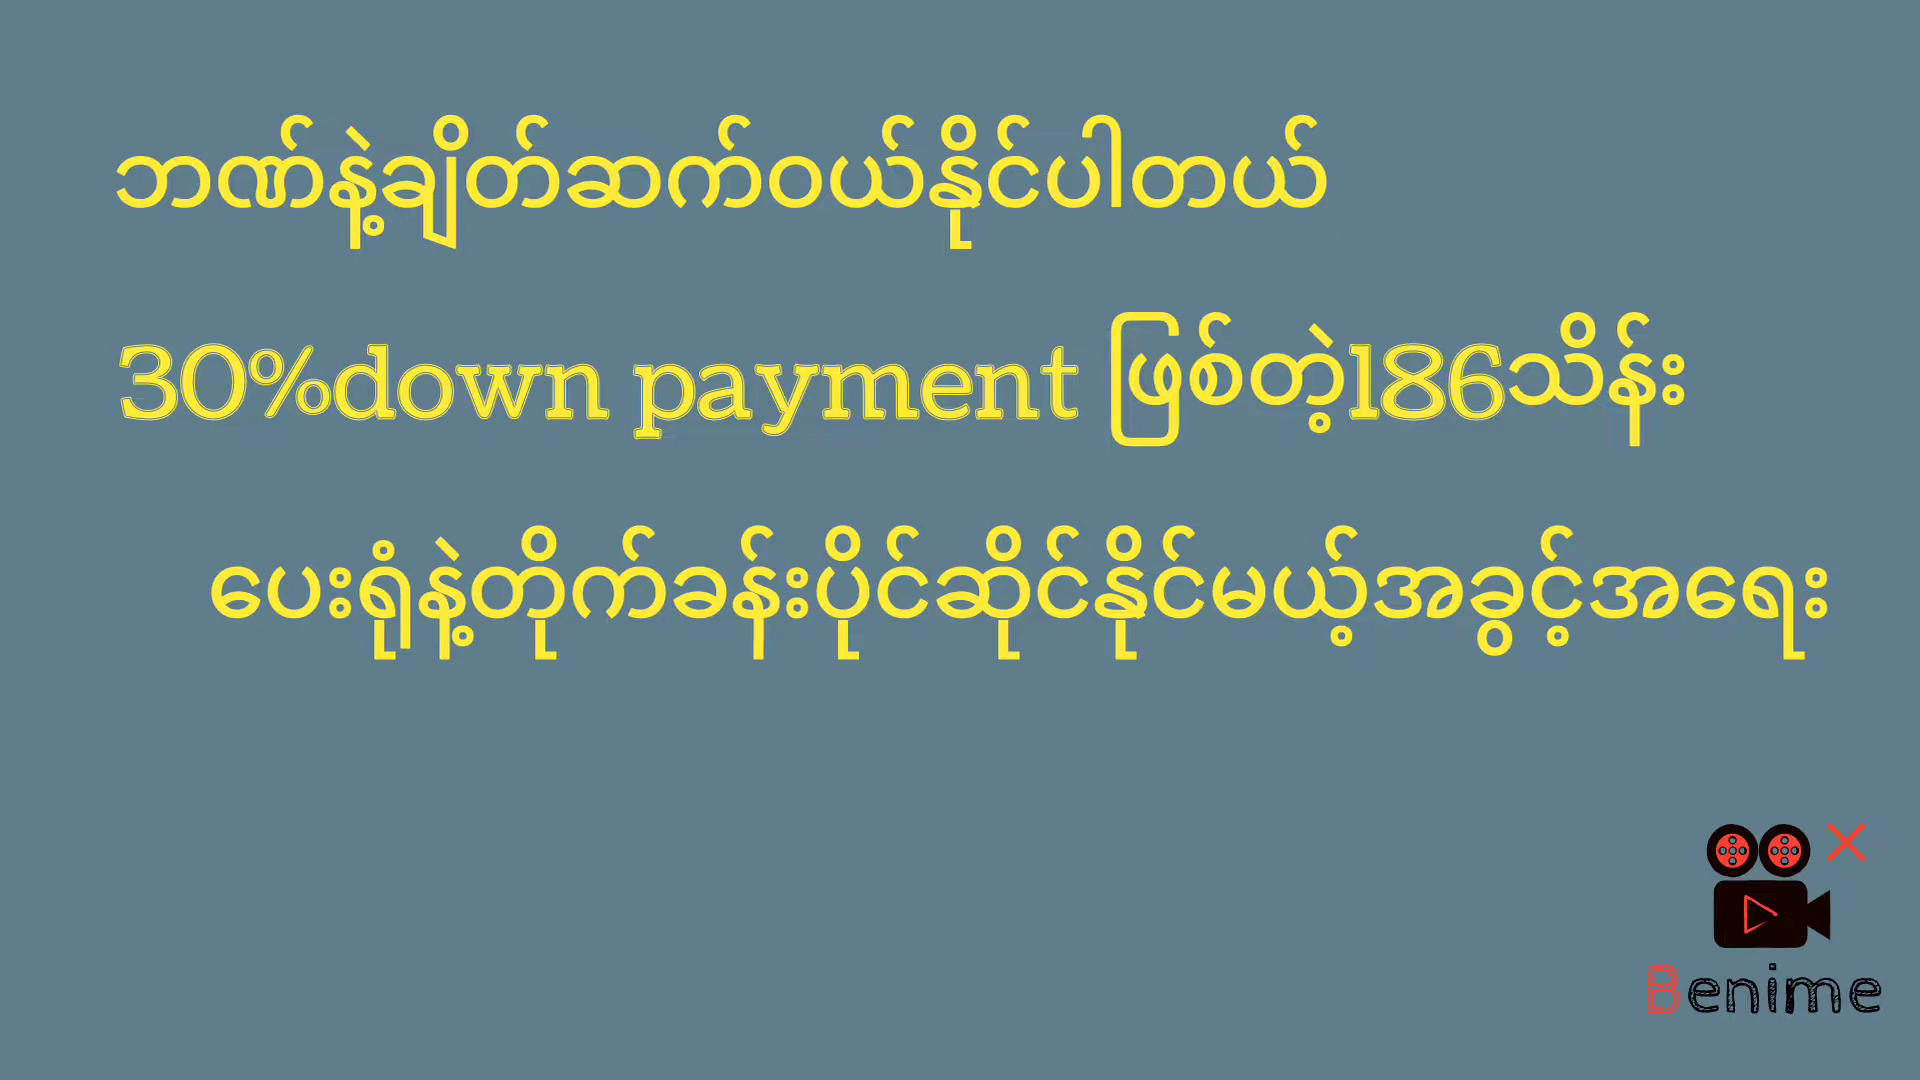 ဘဏ်နဲ့ချိတ်ဆက်ဝယ်နိုင်ပါတယ်
30%down payment ဖြစ်တဲ့186သိန်း
ပေးရုံနဲ့တိုက်ခန်းပိုင်ဆိုင်နိုင်မယ့်အခွင့်အရေး
Benime